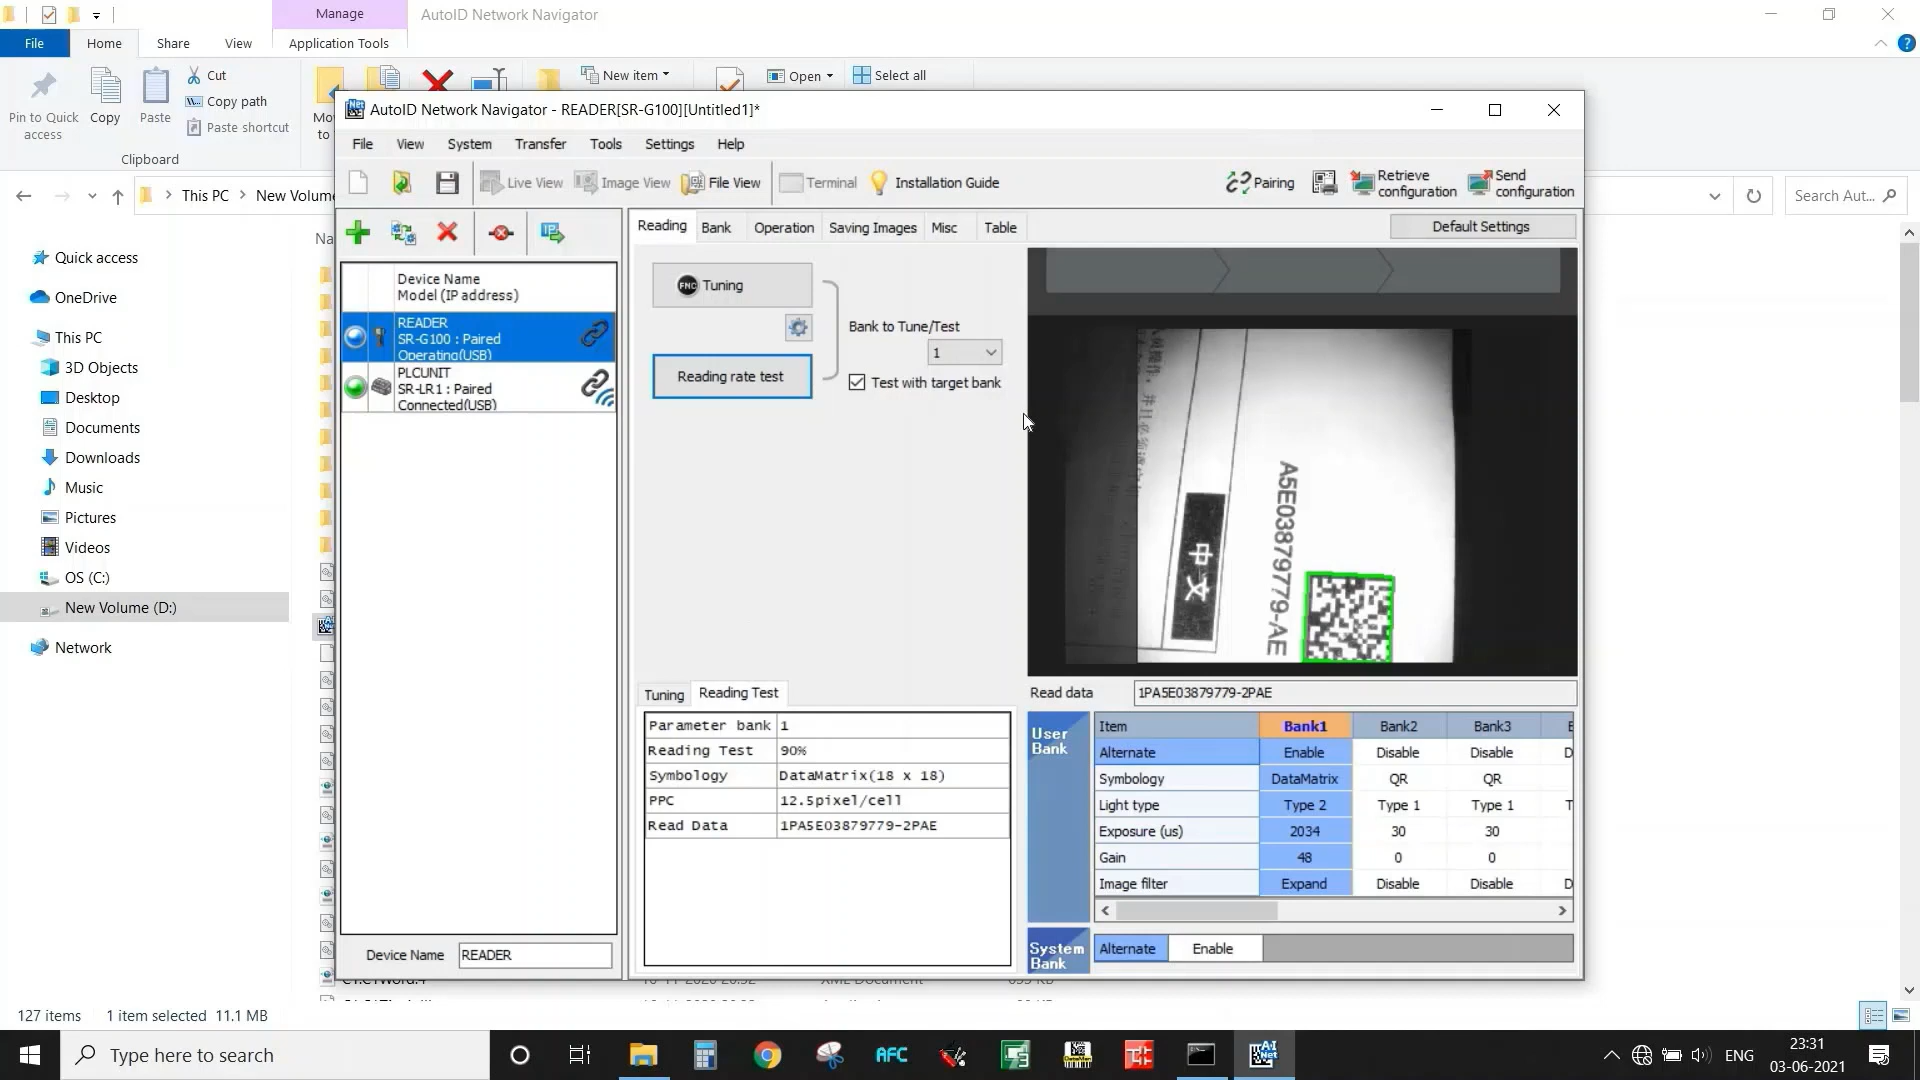 Manage
AutoID Network Navigator
File
Home
Share
View
Application Tools
Pin to Quick access
Copy
Paste
Cut
Copy path
Paste shortcut
Clipboard
New item
Open
Select all
This PC
New Volume
Search Aut...
Quick access
OneDrive
This PC
3D Objects
Desktop
Documents
Downloads
Music
Pictures
Videos
OS (C:)
New Volume (D:)
Network
AutoID Network Navigator - READER[SR-G100][Untitled1]*
File View System Transfer Tools Settings Help
Live View
Image View
File View
Terminal
Installation Guide
Pairing
Retrieve configuration
Send configuration
Device Name
Model (IP address)
READER
SR-G100 : Paired
Operating(USB)
PLCUNIT
SR-LR1 : Paired
Connected(USB)
Device Name READER
Reading Bank Operation Saving Images Misc Table
Default Settings
FNC Tuning
Bank to Tune/Test
1
Reading rate test
Test with target bank
中文
A5E03879779-AE
Tuning Reading Test
Parameter bank 1
Reading Test 90%
Symbology DataMatrix(18 x 18)
PPC 12.5pixel/cell
Read Data 1PA5E03879779-2PAE
Read data 1PA5E03879779-2PAE
User Bank
Item Bank1 Bank2 Bank3
Alternate Enable Disable Disable
Symbology DataMatrix QR QR
Light type Type 2 Type 1 Type 1
Exposure (us) 2034 30 30
Gain 48 0 0
Image filter Expand Disable Disable
System Bank
Alternate Enable
127 items 1 item selected 11.1 MB
Type here to search
AFC
ENG
23:31
03-06-2021